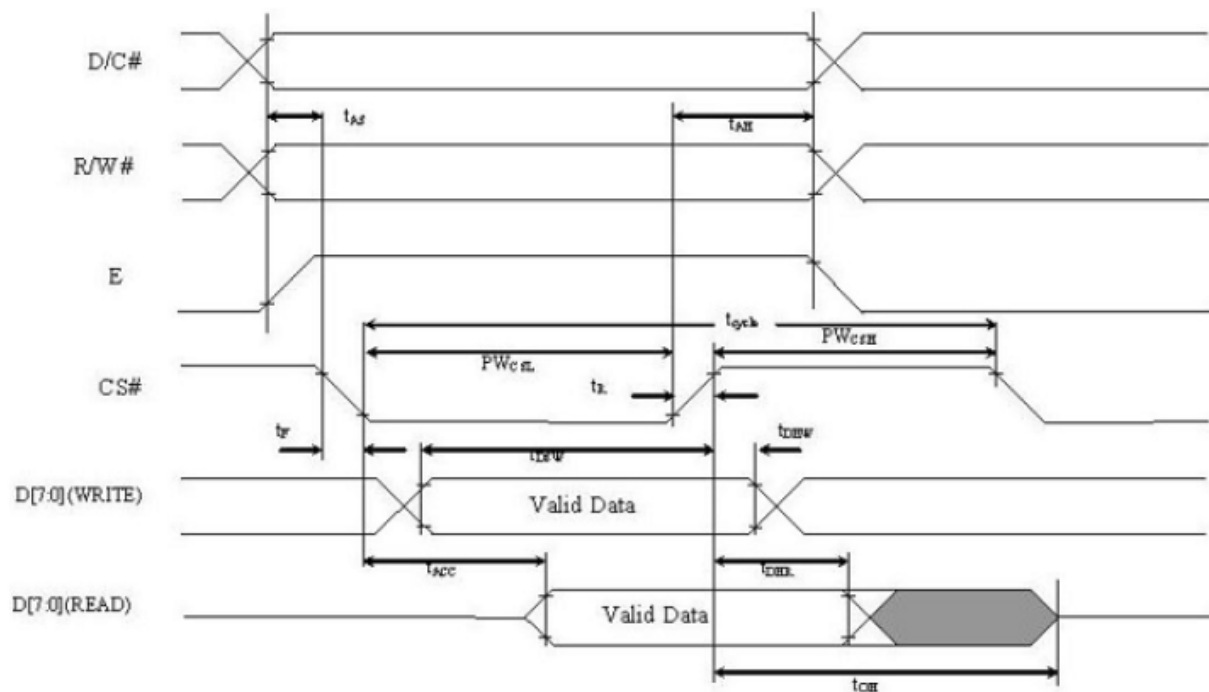 D/C#
tAS
tAH
R/W#
E
tcycle
PWCSL
PWCSH
CS#
tR
tF
tDSW
tDHW
D[7:0](WRITE)
Valid Data
tACC
tDHR
D[7:0](READ)
Valid Data
tOH